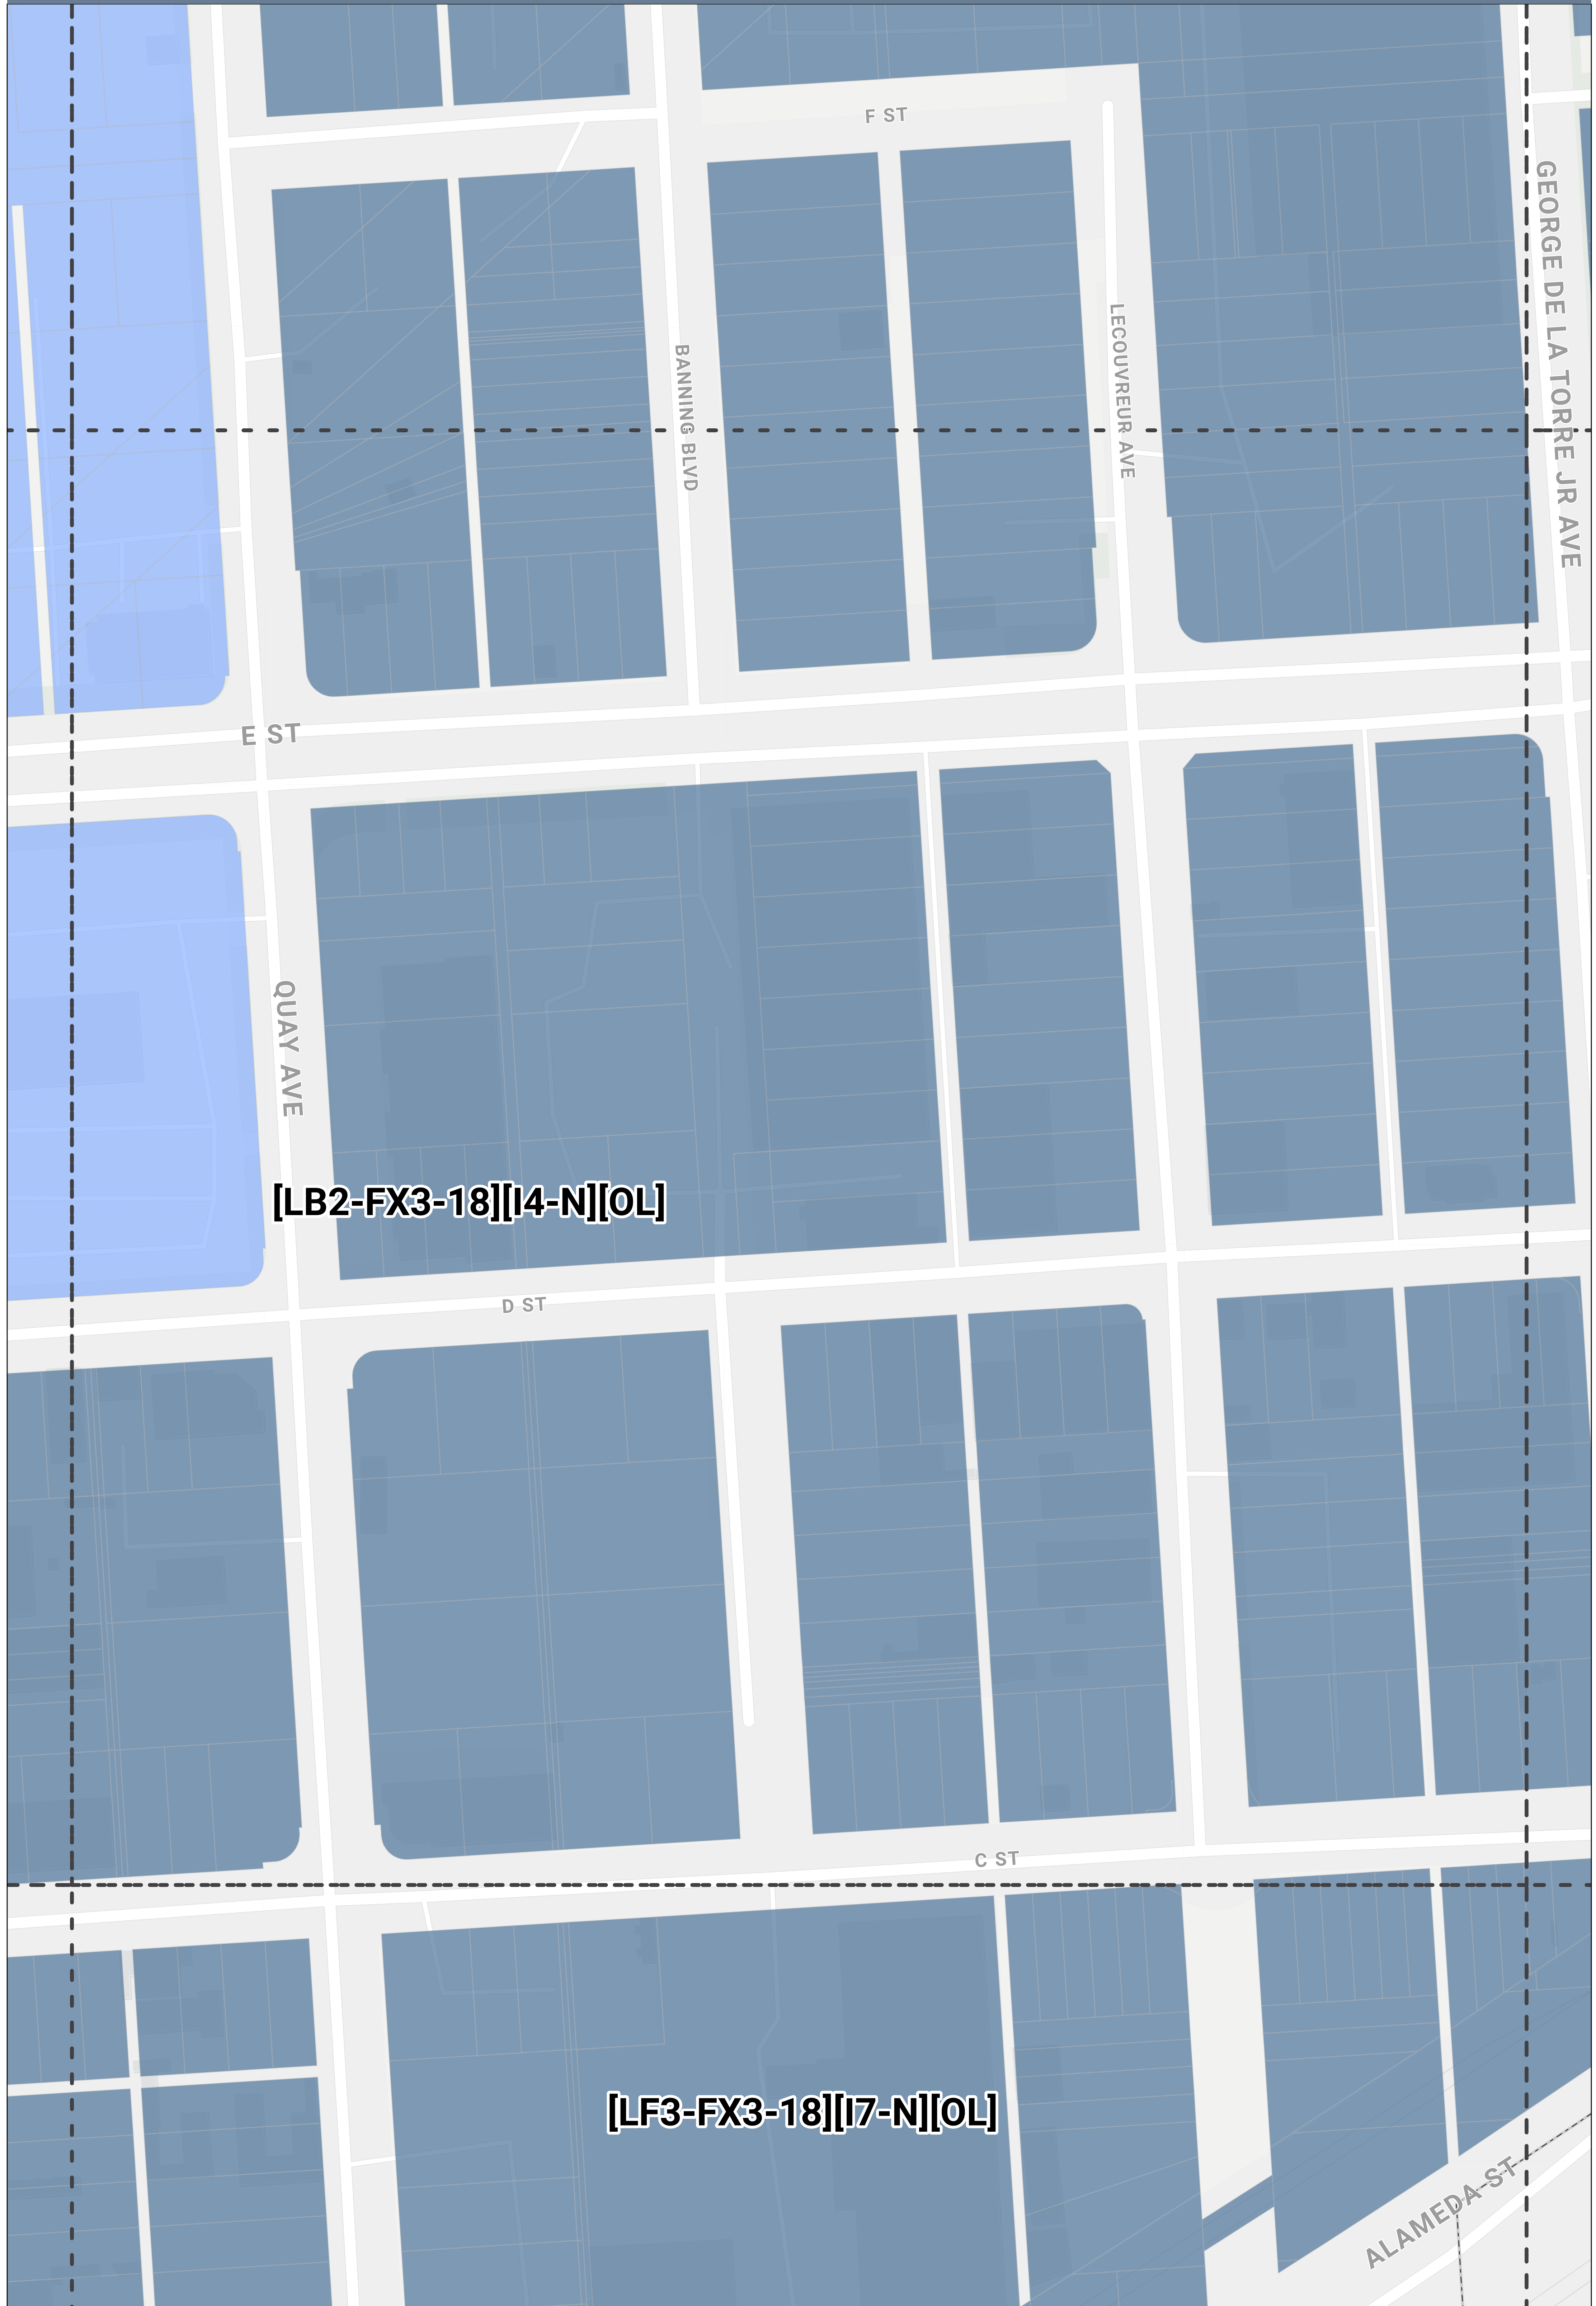 F ST
GEORGE DE LA TORRE JR AVE
LECOUVREUR AVE
BANNING BLVD
E ST
QUAY AVE
[LB2-FX3-18][I4-N][OL]
D ST
C ST
[LF3-FX3-18][I7-N][OL]
ALAMEDA ST